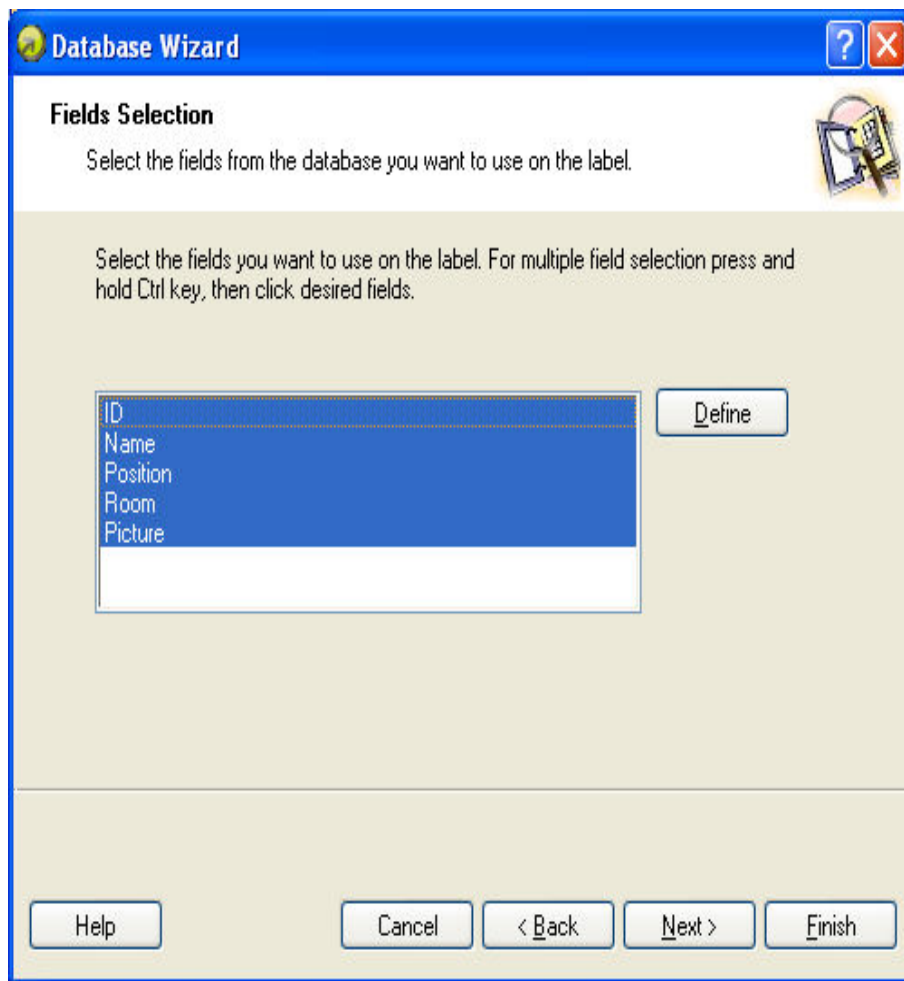 Database Wizard
Fields Selection
Select the fields from the database you want to use on the label.
Select the fields you want to use on the label. For multiple field selection press and
hold Ctrl key, then click desired fields.
ID
Define
Name
Position
Room
Picture
Help
Cancel
< Back
Next >
Finish